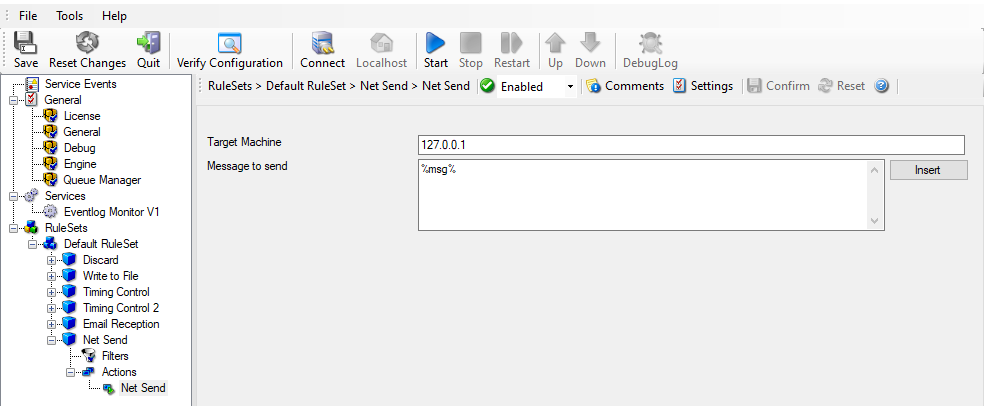 File Tools Help
Save Reset Changes Quit Verify Configuration Connect Localhost Start Stop Restart Up Down DebugLog
RuleSets > Default RuleSet > Net Send > Net Send Enabled Comments Settings Confirm Reset
Service Events
General
License
General
Debug
Engine
Queue Manager
Services
Eventlog Monitor V1
RuleSets
Default RuleSet
Discard
Write to File
Timing Control
Timing Control 2
Email Reception
Net Send
Filters
Actions
Net Send
Target Machine 127.0.0.1
Message to send %msg% Insert